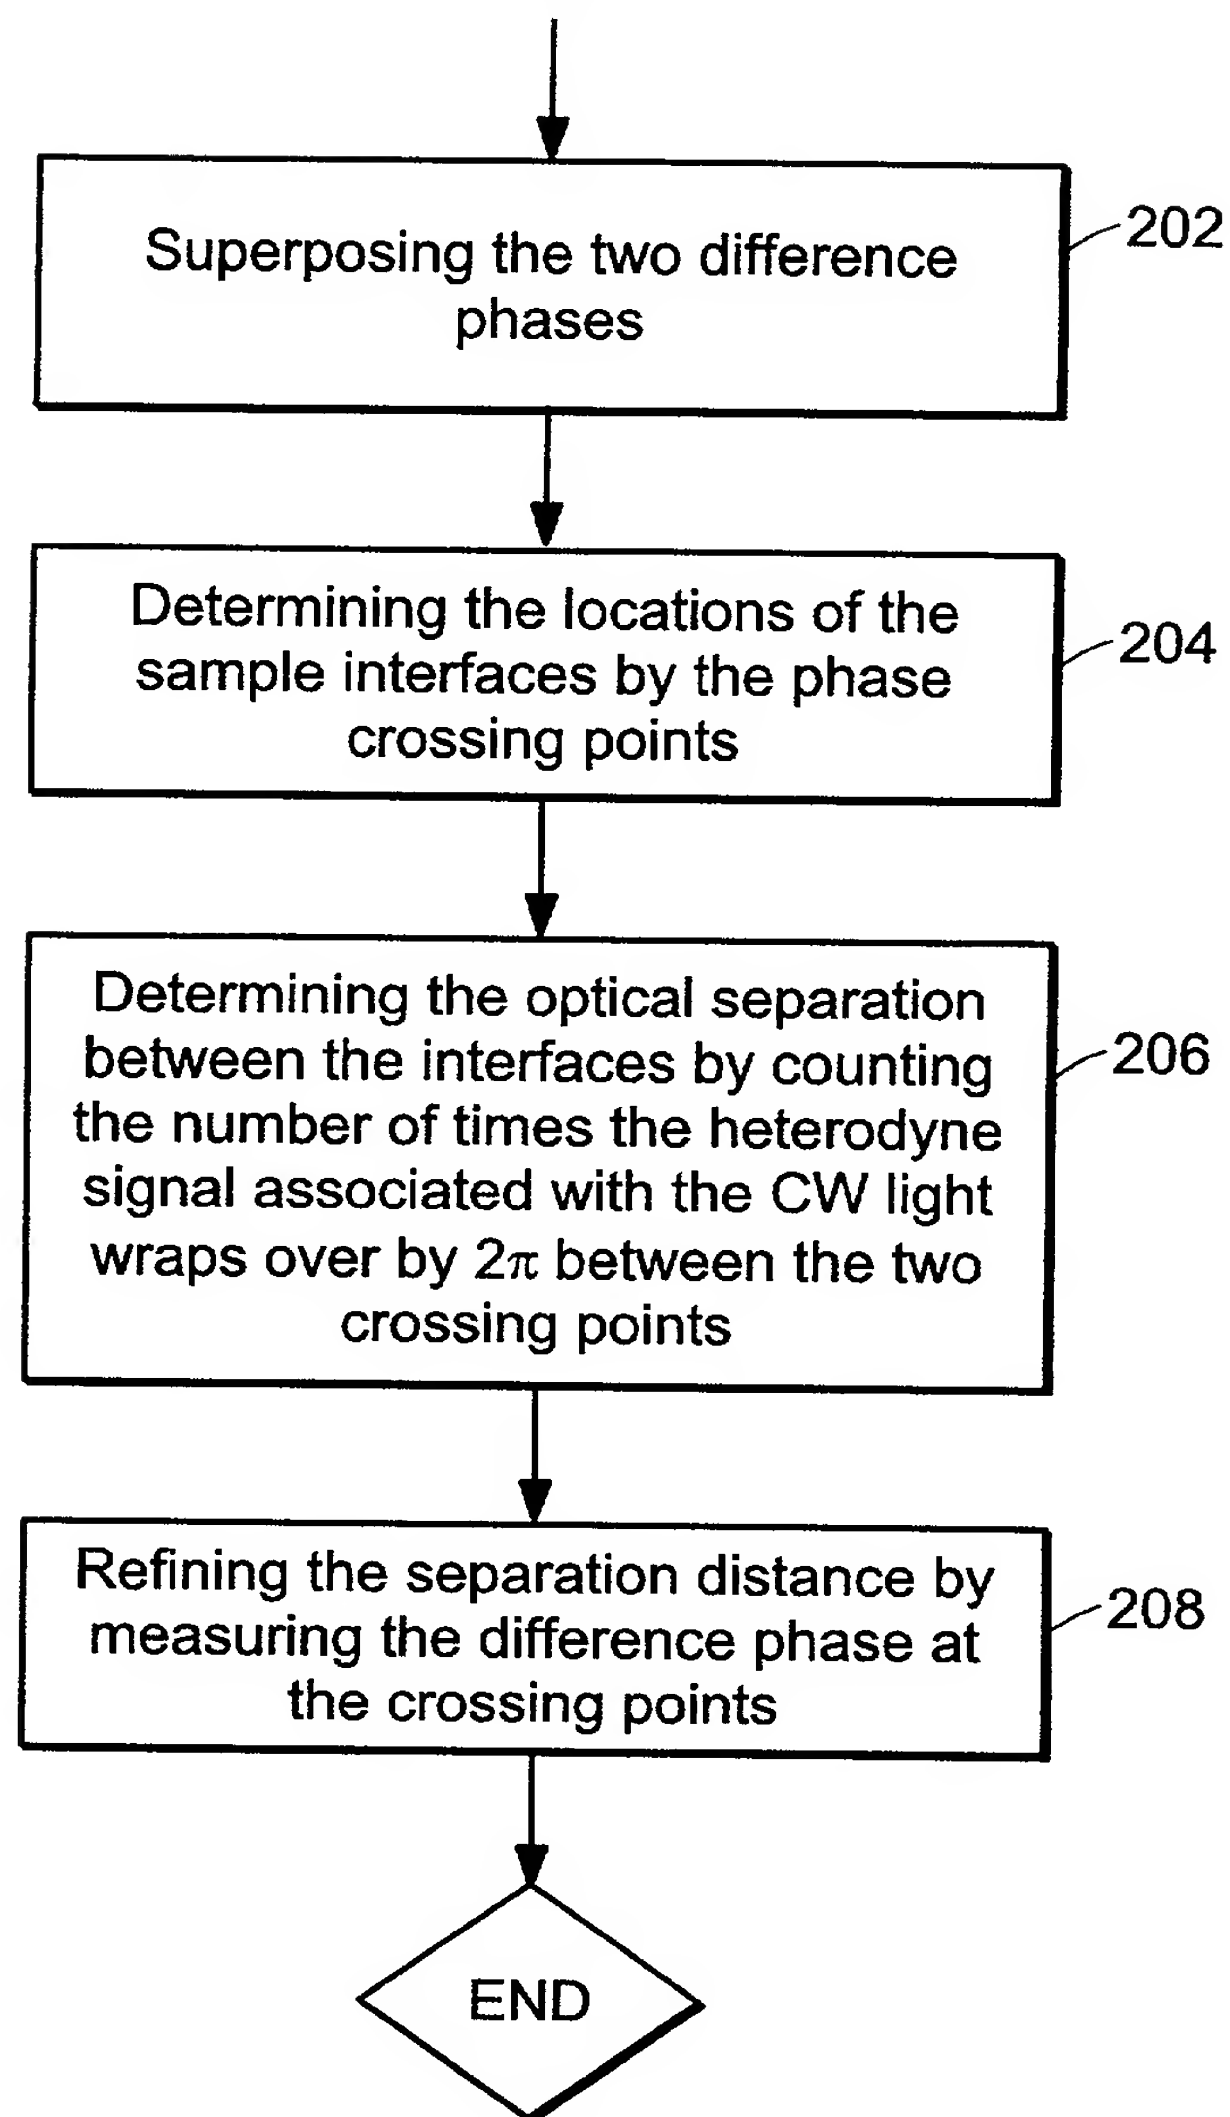 Superposing the two difference
phases
202
Determining the locations of the
sample interfaces by the phase
crossing points
204
Determining the optical separation
between the interfaces by counting
the number of times the heterodyne
signal associated with the CW light
wraps over by 2π between the two
crossing points
206
Refining the separation distance by
measuring the difference phase at
the crossing points
208
END